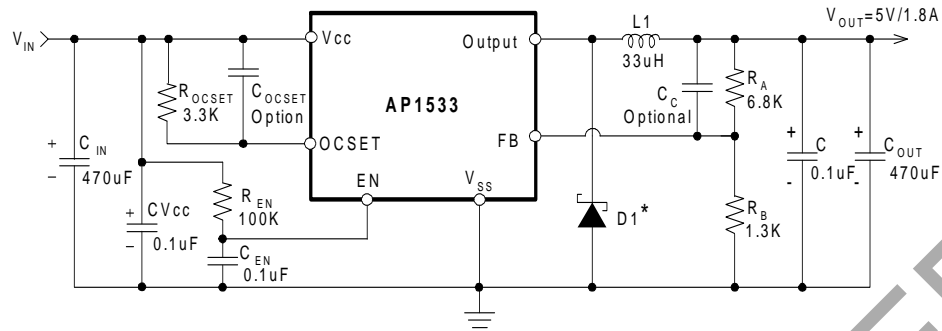 V_IN
Vcc
Output
AP1533
OCSET
FB
EN
V_SS
R_OCSET
3.3K
C_OCSET
Option
+
C_IN
–
470uF
+
CVcc
–
0.1uF
R_EN
100K
C_EN
0.1uF
L1
33uH
V_OUT=5V/1.8A
C_C
Optional
R_A
6.8K
R_B
1.3K
D1*
+
C
-
0.1uF
+
C_OUT
-
470uF